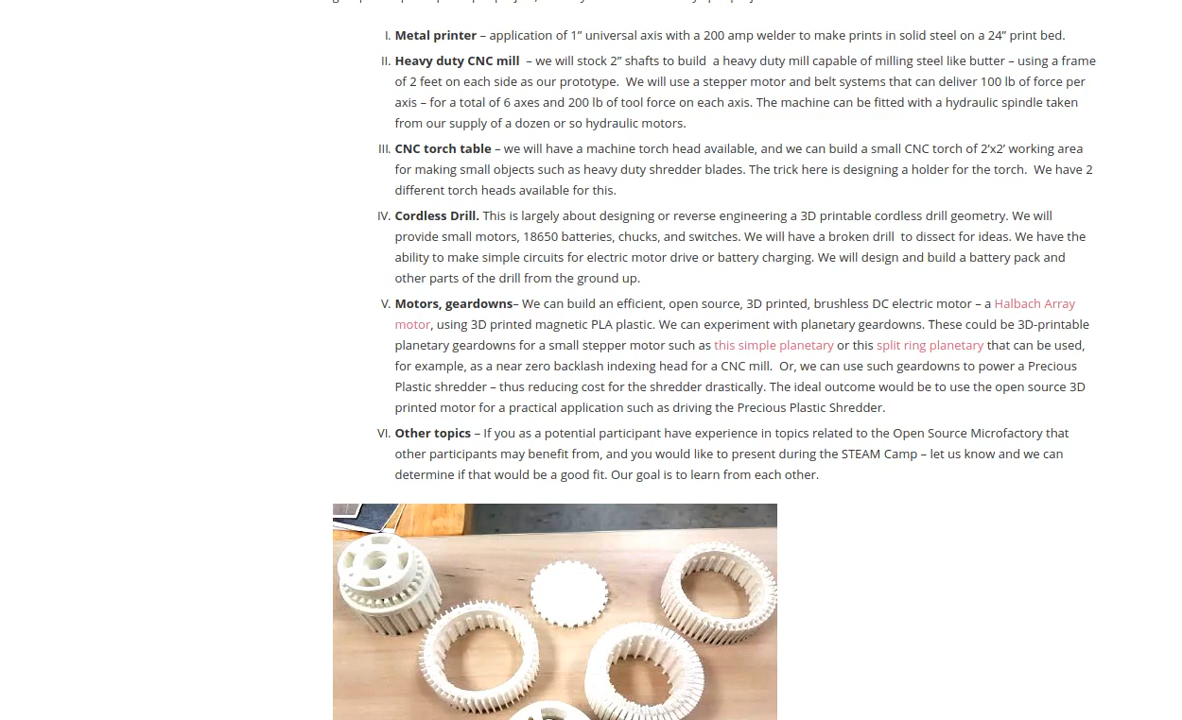 I. Metal printer – application of 1” universal axis with a 200 amp welder to make prints in solid steel on a 24” print bed.
II. Heavy duty CNC mill – we will stock 2” shafts to build a heavy duty mill capable of milling steel like butter – using a frame
of 2 feet on each side as our prototype. We will use a stepper motor and belt systems that can deliver 100 lb of force per
axis – for a total of 6 axes and 200 lb of tool force on each axis. The machine can be fitted with a hydraulic spindle taken
from our supply of a dozen or so hydraulic motors.
III. CNC torch table – we will have a machine torch head available, and we can build a small CNC torch of 2’x2’ working area
for making small objects such as heavy duty shredder blades. The trick here is designing a holder for the torch. We have 2
different torch heads available for this.
IV. Cordless Drill. This is largely about designing or reverse engineering a 3D printable cordless drill geometry. We will
provide small motors, 18650 batteries, chucks, and switches. We will have a broken drill to dissect for ideas. We have the
ability to make simple circuits for electric motor drive or battery charging. We will design and build a battery pack and
other parts of the drill from the ground up.
V. Motors, geardowns– We can build an efficient, open source, 3D printed, brushless DC electric motor – a Halbach Array
motor, using 3D printed magnetic PLA plastic. We can experiment with planetary geardowns. These could be 3D-printable
planetary geardowns for a small stepper motor such as this simple planetary or this split ring planetary that can be used,
for example, as a near zero backlash indexing head for a CNC mill. Or, we can use such geardowns to power a Precious
Plastic shredder – thus reducing cost for the shredder drastically. The ideal outcome would be to use the open source 3D
printed motor for a practical application such as driving the Precious Plastic Shredder.
VI. Other topics – If you as a potential participant have experience in topics related to the Open Source Microfactory that
other participants may benefit from, and you would like to present during the STEAM Camp – let us know and we can
determine if that would be a good fit. Our goal is to learn from each other.